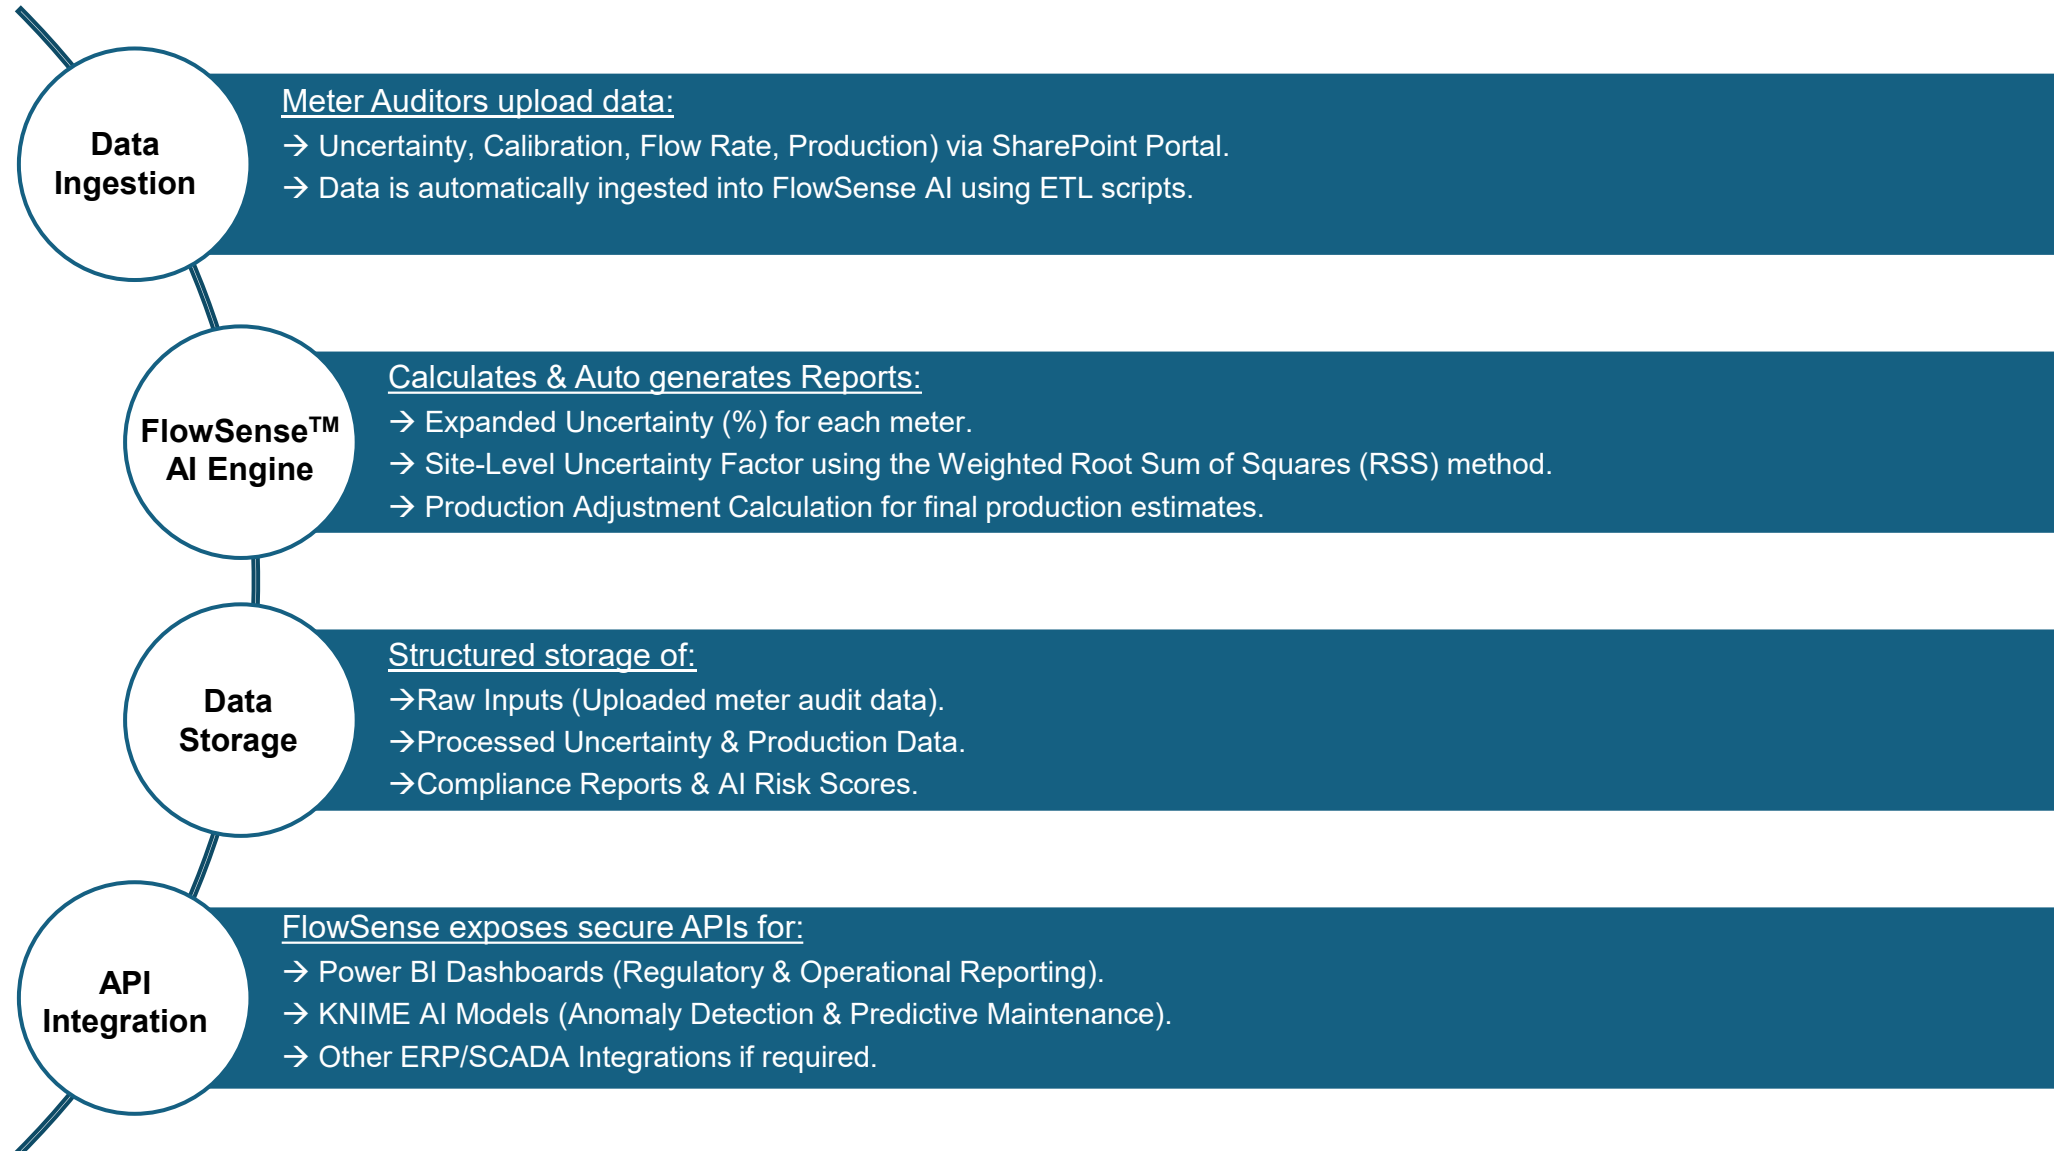 Data
Ingestion
Meter Auditors upload data:
→ Uncertainty, Calibration, Flow Rate, Production) via SharePoint Portal.
→ Data is automatically ingested into FlowSense AI using ETL scripts.
FlowSense™
AI Engine
Calculates & Auto generates Reports:
→ Expanded Uncertainty (%) for each meter.
→ Site-Level Uncertainty Factor using the Weighted Root Sum of Squares (RSS) method.
→ Production Adjustment Calculation for final production estimates.
Data
Storage
Structured storage of:
→Raw Inputs (Uploaded meter audit data).
→Processed Uncertainty & Production Data.
→Compliance Reports & AI Risk Scores.
API
Integration
FlowSense exposes secure APIs for:
→ Power BI Dashboards (Regulatory & Operational Reporting).
→ KNIME AI Models (Anomaly Detection & Predictive Maintenance).
→ Other ERP/SCADA Integrations if required.